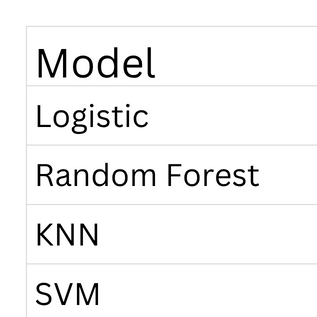 Model
Logistic
Random Forest
KNN
SVM